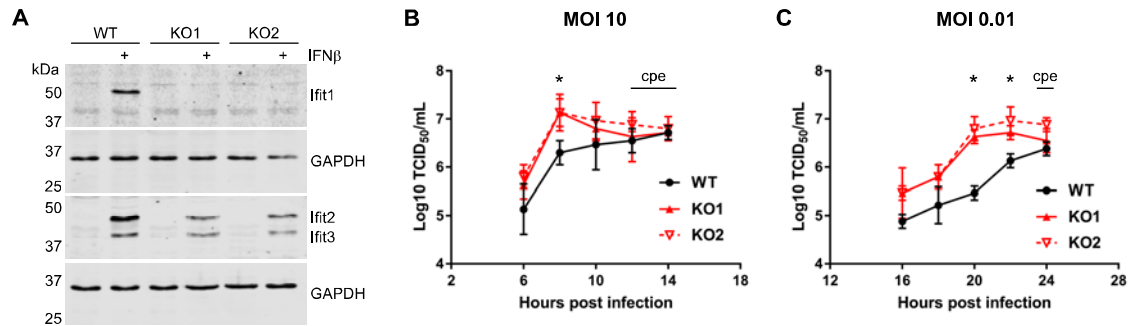 A
WT KO1 KO2
+ + + IFNβ
kDa
50
37
Ifit1
37
25
GAPDH
50
37
Ifit2
Ifit3
37
25
GAPDH
B
MOI 10
Log10 TCID50/mL
8
7
6
5
4
*
cpe
WT
KO1
KO2
2 6 10 14 18
Hours post infection
C
MOI 0.01
Log10 TCID50/mL
8
7
6
5
4
* *
cpe
WT
KO1
KO2
12 16 20 24 28
Hours post infection